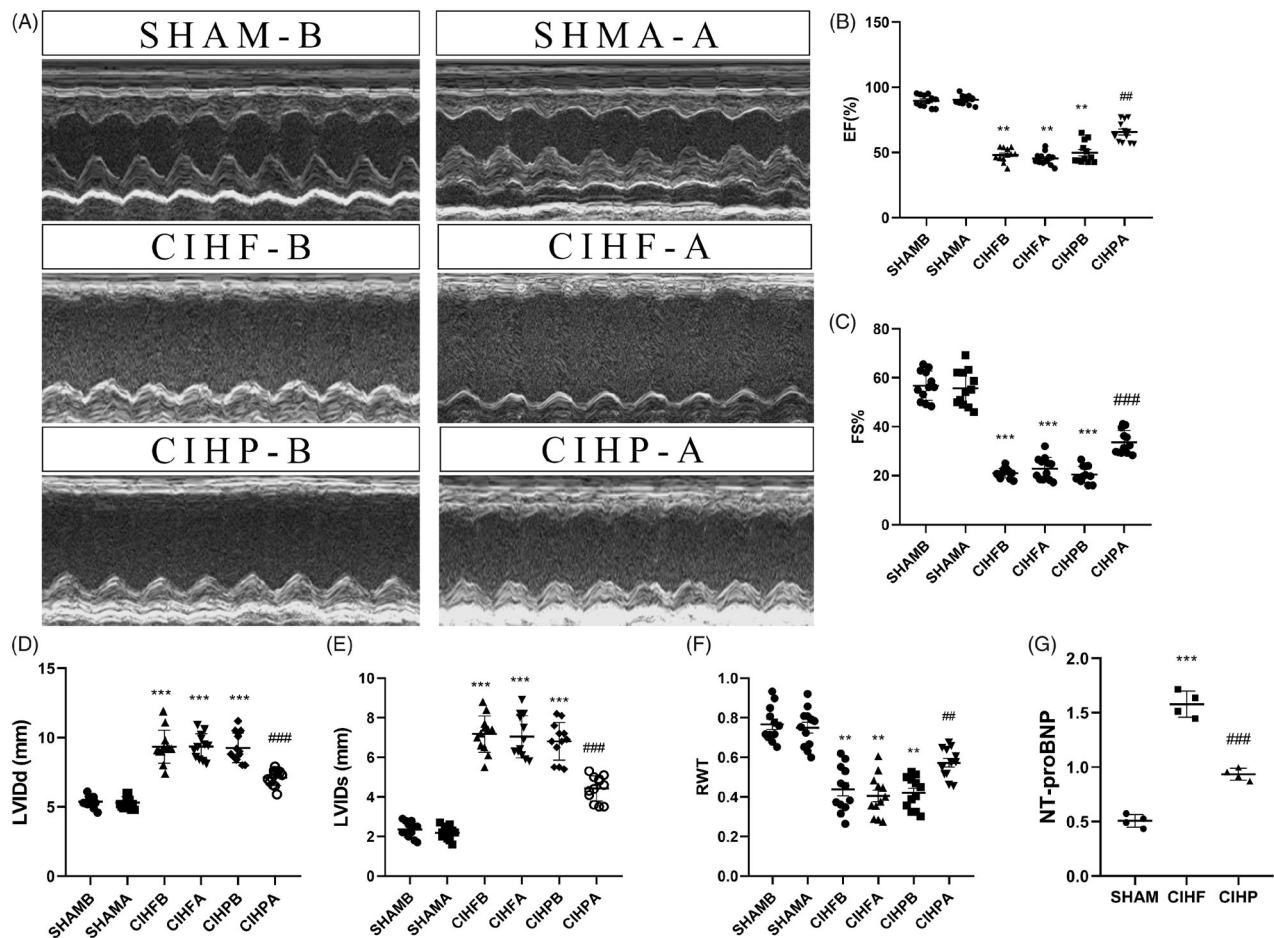 (A)
SHAM-B
SHMA-A
CIHF-B
CIHF-A
CIHP-B
CIHP-A
(B)
EF(%)
150
100
50
0
**
**
**
##
SHAMB
SHAMA
CIHFB
CIHFA
CIHPB
CIHPA
(C)
FS%
80
60
40
20
0
***
***
***
###
SHAMB
SHAMA
CIHFB
CIHFA
CIHPB
CIHPA
(D)
LVIDd (mm)
15
10
5
0
***
***
***
###
SHAMB
SHAMA
CIHFB
CIHFA
CIHPB
CIHPA
(E)
LVIDs (mm)
10
8
6
4
2
0
***
***
***
###
SHAMB
SHAMA
CIHFB
CIHFA
CIHPB
CIHPA
(F)
RWT
1.0
0.8
0.6
0.4
0.2
0.0
**
**
**
##
SHAMB
SHAMA
CIHFB
CIHFA
CIHPB
CIHPA
(G)
NT-proBNP
2.0
1.5
1.0
0.5
0.0
***
###
SHAM
CIHF
CIHP